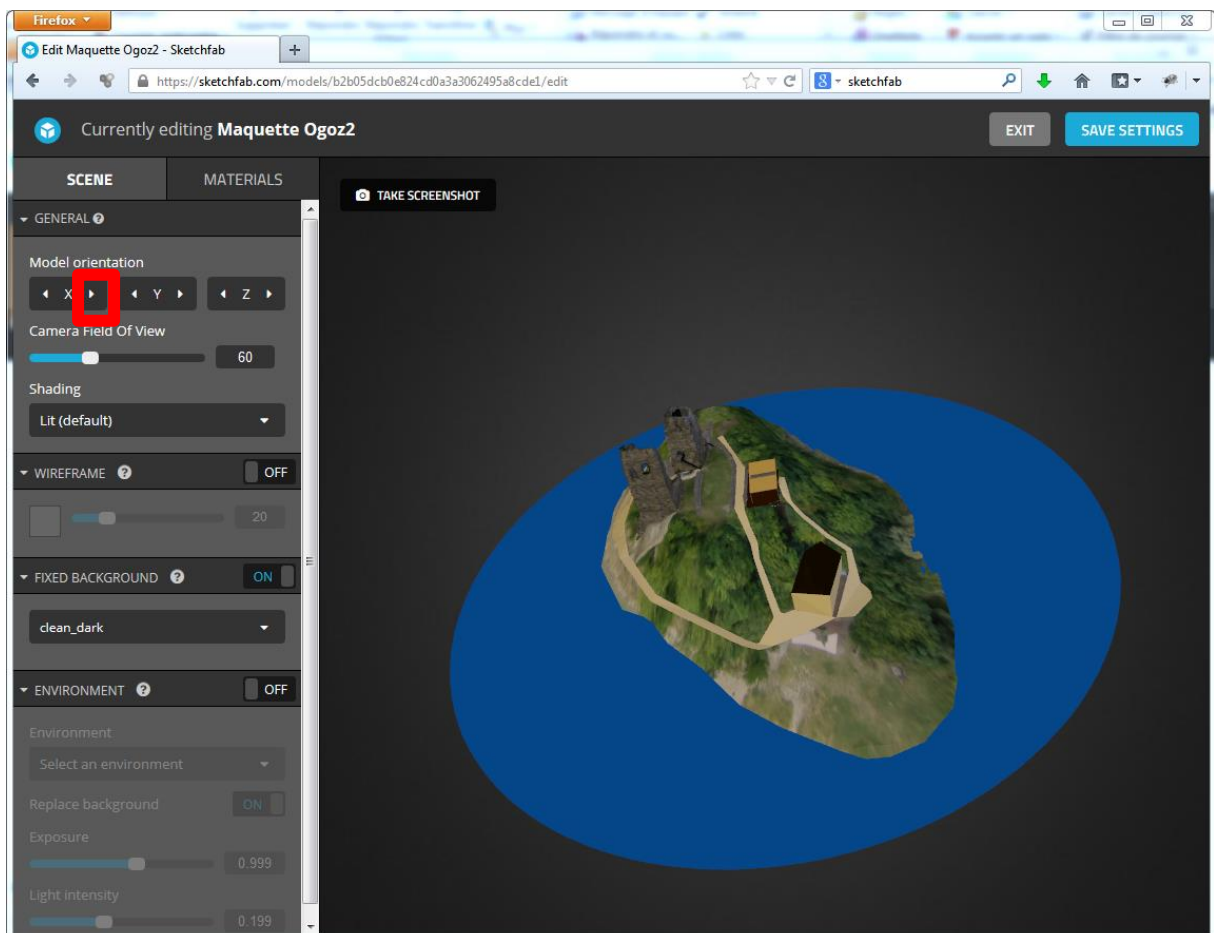 Firefox
Edit Maquette Ogoz2 - Sketchfab
https://sketchfab.com/models/b2b05dcb0e824cd0a3a3062495a8cde1/edit
sketchfab
Currently editing Maquette Ogoz2
EXIT
SAVE SETTINGS
SCENE
MATERIALS
TAKE SCREENSHOT
GENERAL
Model orientation
X
Y
Z
Camera Field Of View
60
Shading
Lit (default)
WIREFRAME
OFF
20
FIXED BACKGROUND
ON
clean_dark
ENVIRONMENT
OFF
Environment
Select an environment
Replace background
ON
Exposure
0.999
Light intensity
0.199